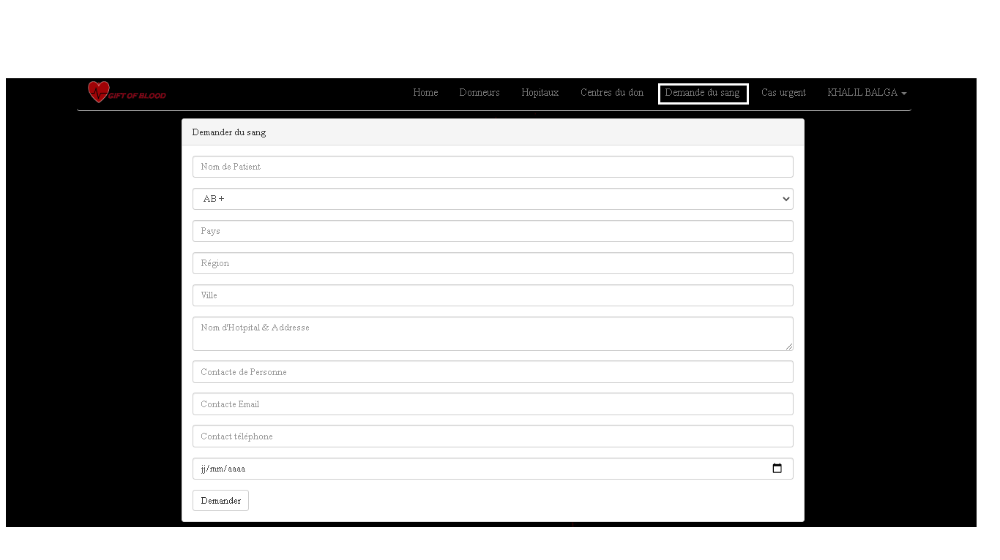 GIFT OF BLOOD
Home Donneurs Hopitaux Centres du don Demande du sang Cas urgent KHALIL BALGA
Demander du sang
Nom de Patient
AB +
Pays
Région
Ville
Nom d'Hotpital & Addresse
Contacte de Personne
Contacte Email
Contact téléphone
jj/mm/aaaa
Demander